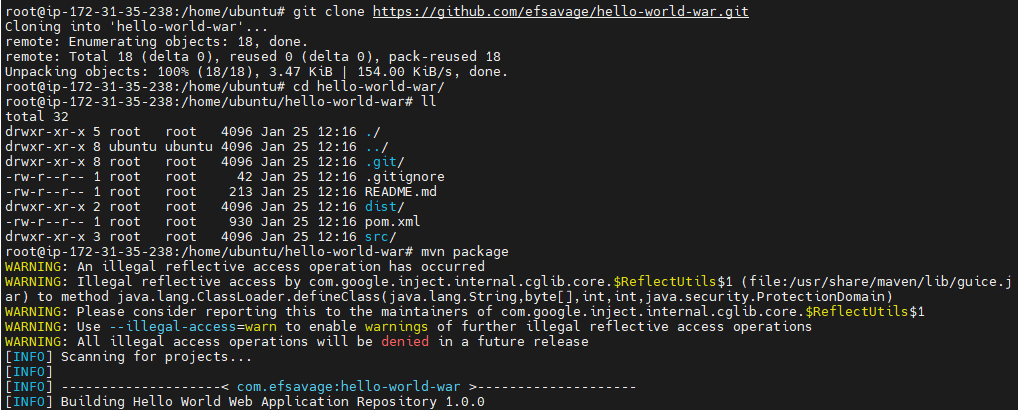 root@ip-172-31-35-238:/home/ubuntu# git clone https://github.com/efsavage/hello-world-war.git
Cloning into 'hello-world-war'...
remote: Enumerating objects: 18, done.
remote: Total 18 (delta 0), reused 0 (delta 0), pack-reused 18
Unpacking objects: 100% (18/18), 3.47 KiB | 154.00 KiB/s, done.
root@ip-172-31-35-238:/home/ubuntu# cd hello-world-war/
root@ip-172-31-35-238:/home/ubuntu/hello-world-war# ll
total 32
drwxr-xr-x 5 root   root   4096 Jan 25 12:16 ./
drwxr-xr-x 8 ubuntu ubuntu 4096 Jan 25 12:16 ../
drwxr-xr-x 8 root   root   4096 Jan 25 12:16 .git/
-rw-r--r-- 1 root   root     42 Jan 25 12:16 .gitignore
-rw-r--r-- 1 root   root    213 Jan 25 12:16 README.md
drwxr-xr-x 2 root   root   4096 Jan 25 12:16 dist/
-rw-r--r-- 1 root   root    930 Jan 25 12:16 pom.xml
drwxr-xr-x 3 root   root   4096 Jan 25 12:16 src/
root@ip-172-31-35-238:/home/ubuntu/hello-world-war# mvn package
WARNING: An illegal reflective access operation has occurred
WARNING: Illegal reflective access by com.google.inject.internal.cglib.core.$ReflectUtils$1 (file:/usr/share/maven/lib/guice.j
ar) to method java.lang.ClassLoader.defineClass(java.lang.String,byte[],int,int,java.security.ProtectionDomain)
WARNING: Please consider reporting this to the maintainers of com.google.inject.internal.cglib.core.$ReflectUtils$1
WARNING: Use --illegal-access=warn to enable warnings of further illegal reflective access operations
WARNING: All illegal access operations will be denied in a future release
[INFO] Scanning for projects...
[INFO]
[INFO] --------------------< com.efsavage:hello-world-war >--------------------
[INFO] Building Hello World Web Application Repository 1.0.0